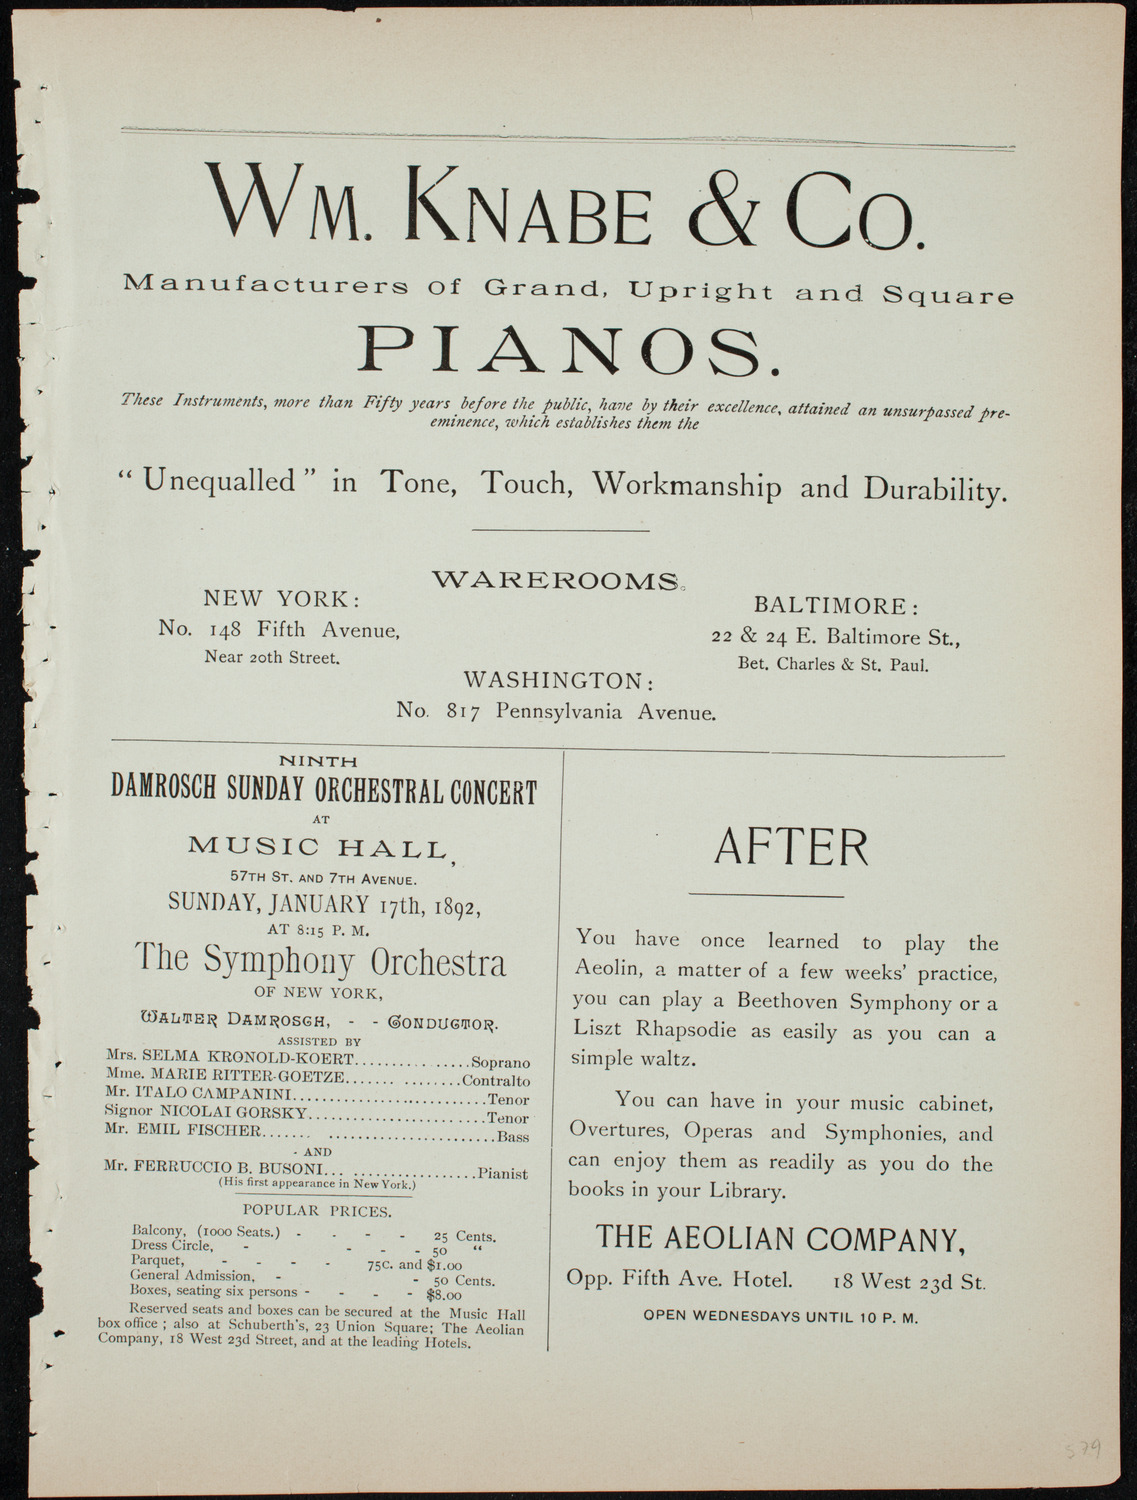 WM. KNABE & CO.
Manufacturers of Grand, Upright and Square
PIANOS.
These Instruments, more than Fifty years before the public, have by their excellence, attained an unsurpassed pre-
eminence, which establishes them the
“Unequalled” in Tone, Touch, Workmanship and Durability.
WAREROOMS.
NEW YORK:
No. 148 Fifth Avenue,
Near 20th Street.
BALTIMORE:
22 & 24 E. Baltimore St.,
Bet. Charles & St. Paul.
WASHINGTON:
No. 817 Pennsylvania Avenue.
NINTH
DAMROSCH SUNDAY ORCHESTRAL CONCERT
AT
MUSIC HALL,
57TH ST. AND 7TH AVENUE.
SUNDAY, JANUARY 17th, 1892,
AT 8:15 P. M.
The Symphony Orchestra
OF NEW YORK,
WALTER DAMROSCH, - - CONDUCTOR.
ASSISTED BY
Mrs. SELMA KRONOLD-KOERT................Soprano
Mme. MARIE RITTER-GOETZE....... ........Contralto
Mr. ITALO CAMPANINI...........................Tenor
Signor NICOLAI GORSKY........................Tenor
Mr. EMIL FISCHER....... .......................Bass
- AND
Mr. FERRUCCIO B. BUSONI... .................Pianist
(His first appearance in New York.)
POPULAR PRICES.
Balcony, (1000 Seats.) - - - - 25 Cents.
Dress Circle, - - - - 50 “
Parquet, - - - - 75c. and $1.00
General Admission, - - 50 Cents.
Boxes, seating six persons - - - - $8.00
Reserved seats and boxes can be secured at the Music Hall
box office ; also at Schuberth's, 23 Union Square; The Aeolian
Company, 18 West 23d Street, and at the leading Hotels.
AFTER
You have once learned to play the
Aeolin, a matter of a few weeks' practice,
you can play a Beethoven Symphony or a
Liszt Rhapsodie as easily as you can a
simple waltz.
You can have in your music cabinet,
Overtures, Operas and Symphonies, and
can enjoy them as readily as you do the
books in your Library.
THE AEOLIAN COMPANY,
Opp. Fifth Ave. Hotel. 18 West 23d St.
OPEN WEDNESDAYS UNTIL 10 P. M.
579